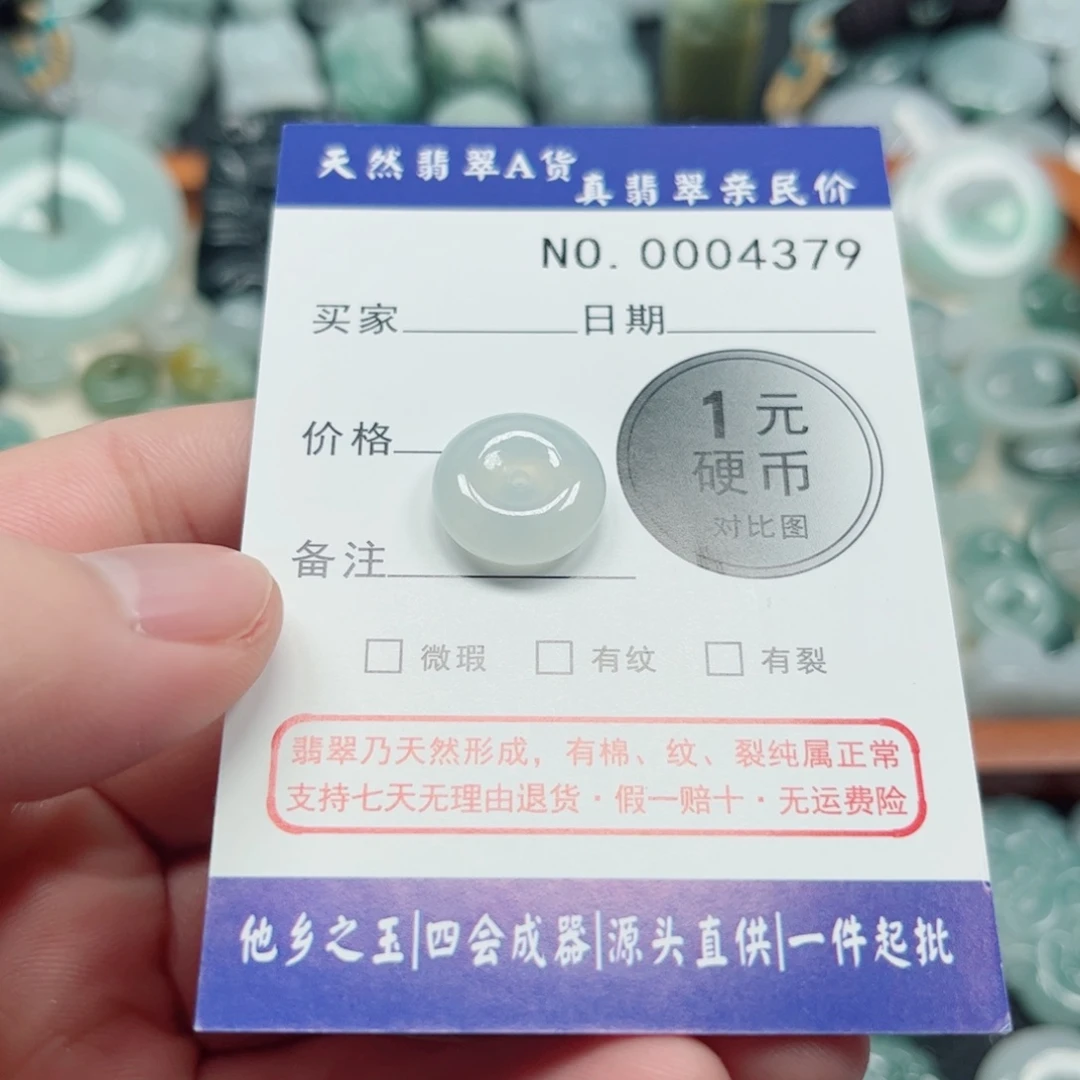 天然翡翠A货 真翡翠亲民价
NO. 0004379
买家 日期
价格
1元
硬币
对比图
备注
微瑕 有纹 有裂
翡翠乃天然形成，有棉、纹、裂纯属正常
支持七天无理由退货·假一赔十·无运费险
他乡之玉|四会成器|源头直供|一件起批